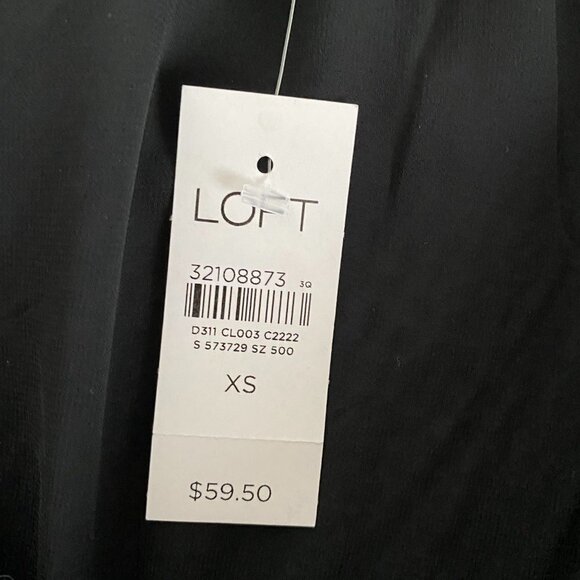 LOFT
32108873 3Q
D311 CL003 C2222
S 573729 SZ 500
XS
$59.50